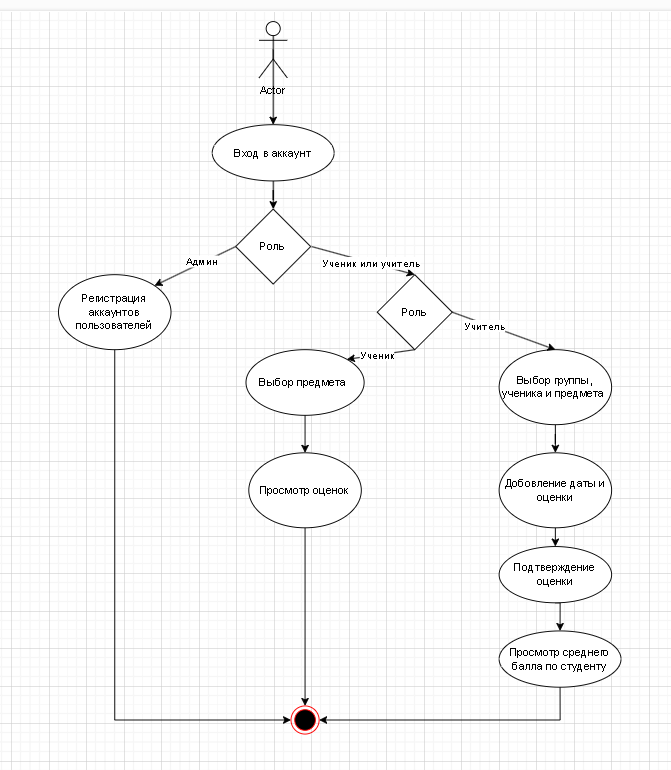 Actor
Вход в аккаунт
Роль
Админ
Ученик или учитель
Регистрация
аккаунтов
пользователей
Роль
Учитель
Ученик
Выбор предмета
Выбор группы,
ученика и предмета
Просмотр оценок
Добовление даты и
оценки
Подтверждение
оценки
Просмотр среднего
балла по студенту